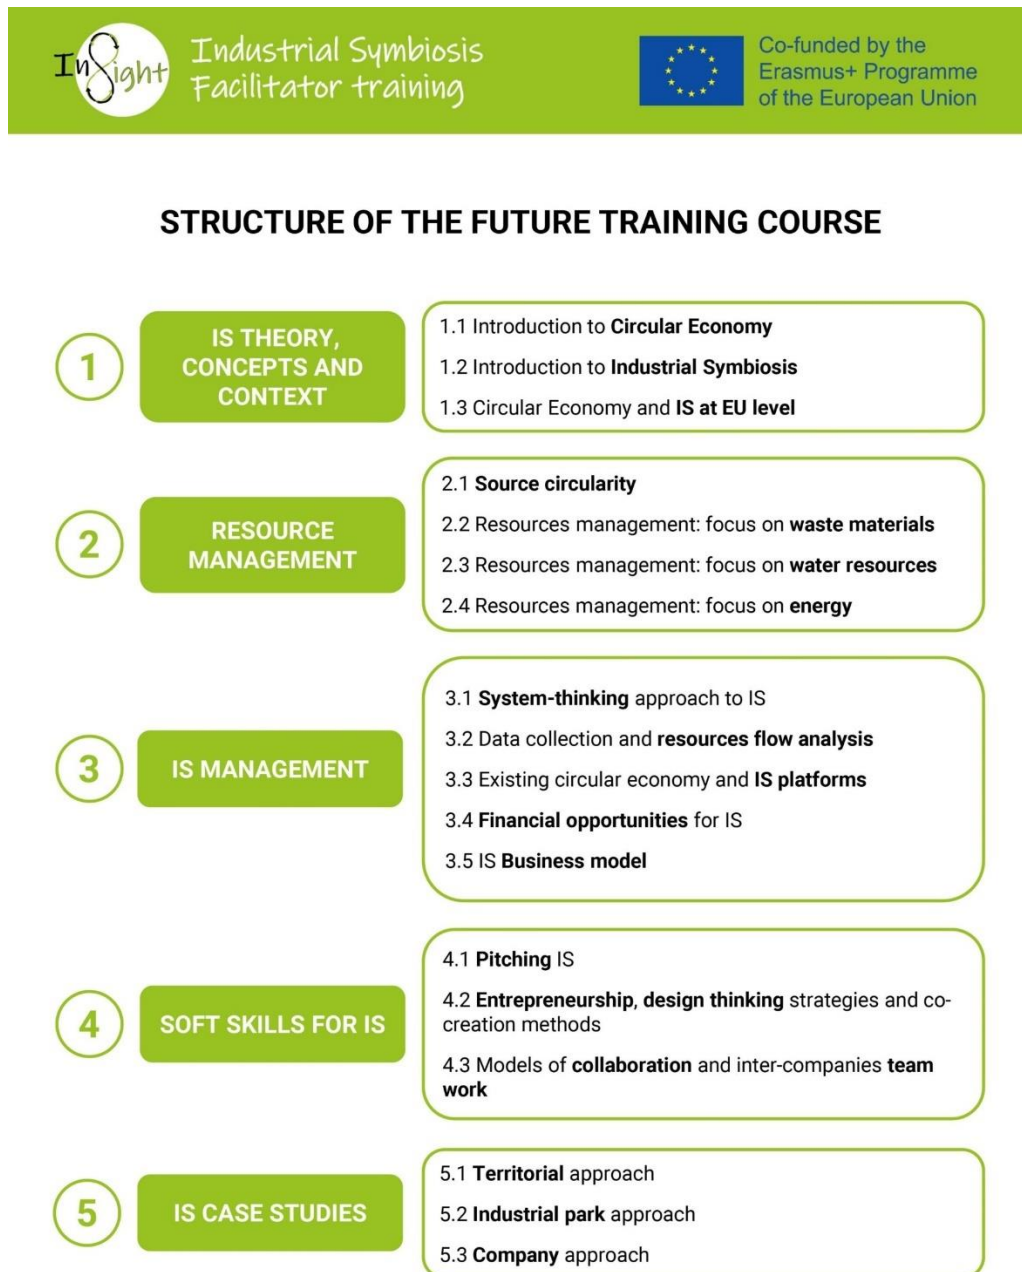 InSight
Industrial Symbiosis
Facilitator training
Co-funded by the
Erasmus+ Programme
of the European Union
STRUCTURE OF THE FUTURE TRAINING COURSE
1
IS THEORY,
CONCEPTS AND
CONTEXT
1.1 Introduction to Circular Economy
1.2 Introduction to Industrial Symbiosis
1.3 Circular Economy and IS at EU level
2
RESOURCE
MANAGEMENT
2.1 Source circularity
2.2 Resources management: focus on waste materials
2.3 Resources management: focus on water resources
2.4 Resources management: focus on energy
3
IS MANAGEMENT
3.1 System-thinking approach to IS
3.2 Data collection and resources flow analysis
3.3 Existing circular economy and IS platforms
3.4 Financial opportunities for IS
3.5 IS Business model
4
SOFT SKILLS FOR IS
4.1 Pitching IS
4.2 Entrepreneurship, design thinking strategies and co-
creation methods
4.3 Models of collaboration and inter-companies team
work
5
IS CASE STUDIES
5.1 Territorial approach
5.2 Industrial park approach
5.3 Company approach